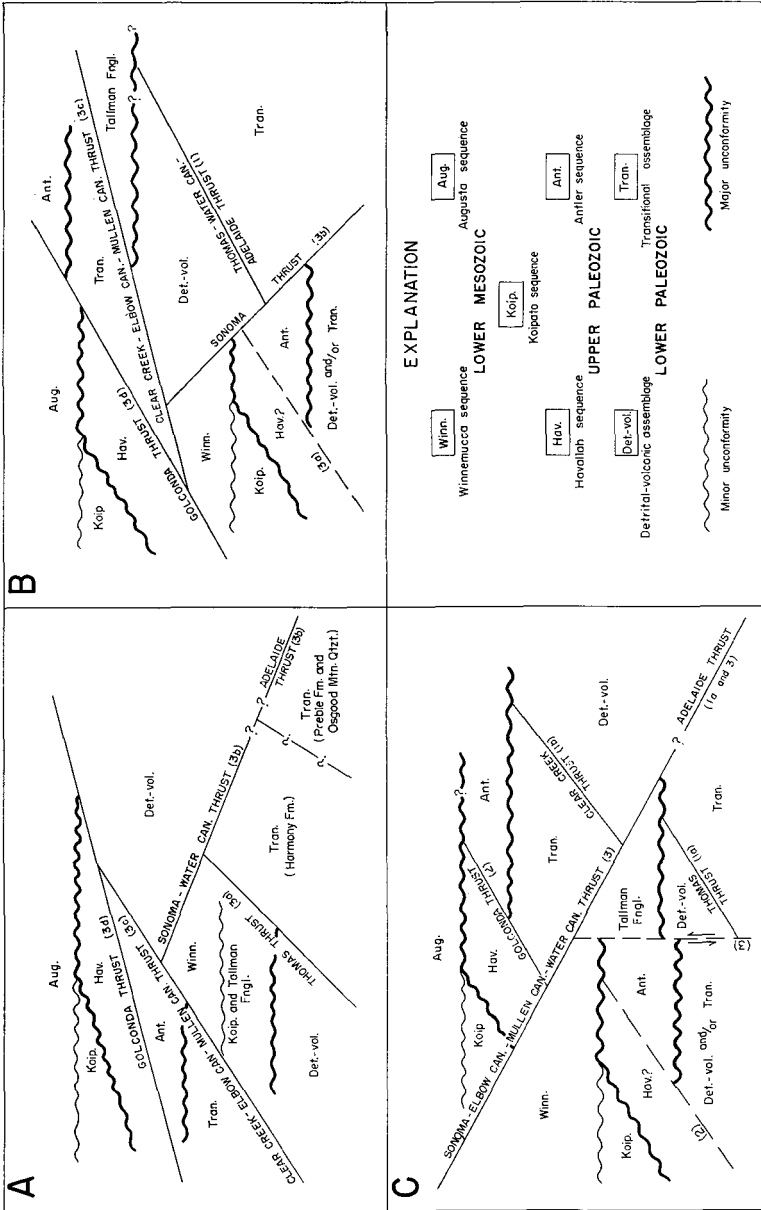 A
Aug.
Koip.
Hav.
GOLCONDA THRUST (3d)
Ant.
Tran.
CLEAR CREEK-ELBOW CAN-MULLEN CAN. THRUST (3c)
Det.-vol.
SONOMA-WATER CAN. THRUST (3b)
?
?
ADELAIDE
THRUST (3b)
Winn.
Koip. and Tallman
Fngl.
THOMAS THRUST (3a)
Det.-vol.
Tran.
(Harmony Fm.)
?
?
Tran.
(Preble Fm. and
Osgood Mtn. Qtzt.)
B
Aug.
Koip
Hav.
GOLCONDA THRUST (3d)
Ant.
Tran.
CLEAR CREEK-ELBOW CAN.-MULLEN CAN. THRUST (3c)
Tallman Fngl.
?
?
?
Det.-vol.
THOMAS-WATER CAN.-
ADELAIDE THRUST (1)
Tran.
SONOMA THRUST (3b)
Winn.
Koip.
Hav.?
(3a)
Ant.
Det.-vol. and/or Tran.
C
Aug.
Koip
Hav.
GOLCONDA THRUST (2)
?
Ant.
SONOMA-ELBOW CAN.-MULLEN CAN.-WATER CAN. THRUST (3)
Tran.
CLEAR CREEK
THRUST (1b)
Det.-vol.
?
ADELAIDE THRUST
(1a and 3)
Winn.
Koip.
Hav.?
(2)
Ant.
Det.-vol. and/or Tran.
Tallman
Fngl.
Det.-vol.
THOMAS
THRUST (1a)
(2)
Tran.
EXPLANATION
Winn.
Winnemucca sequence
Aug.
Augusta sequence
LOWER MESOZOIC
Koip.
Koipato sequence
Hav.
Havallah sequence
Ant.
Antler sequence
UPPER PALEOZOIC
Det-vol.
Detrital-volcanic assemblage
Tran.
Transitional assemblage
LOWER PALEOZOIC
Minor unconformity
Major unconformity